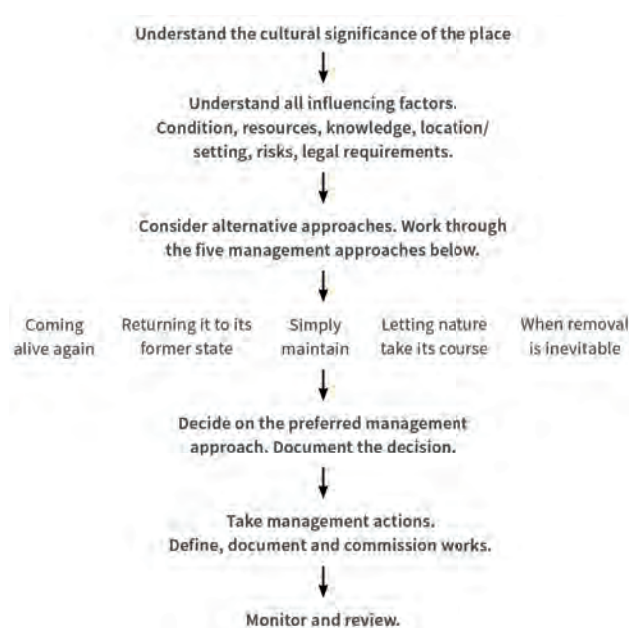 Understand the cultural significance of the place
Understand all influencing factors.
Condition, resources, knowledge, location/
setting, risks, legal requirements.
Consider alternative approaches. Work through
the five management approaches below.
Coming
alive again
Returning it to its
former state
Simply
maintain
Letting nature
take its course
When removal
is inevitable
Decide on the preferred management
approach. Document the decision.
Take management actions.
Define, document and commission works.
Monitor and review.